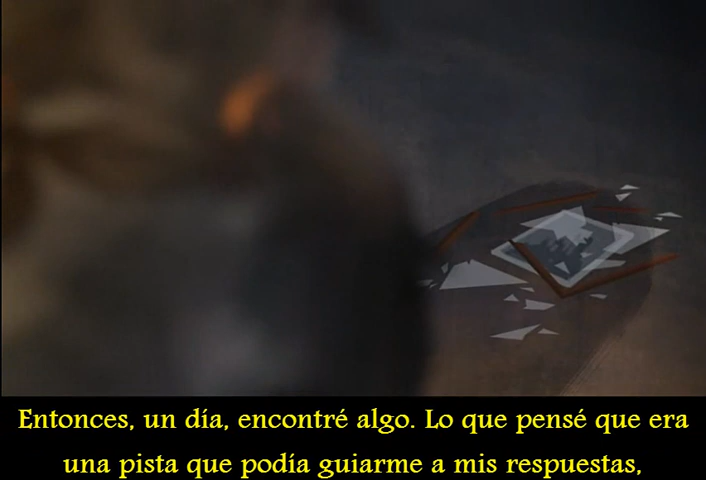 Entonces, un día, encontré algo. Lo que pensé que era
una pista que podía guiarme a mis respuestas,